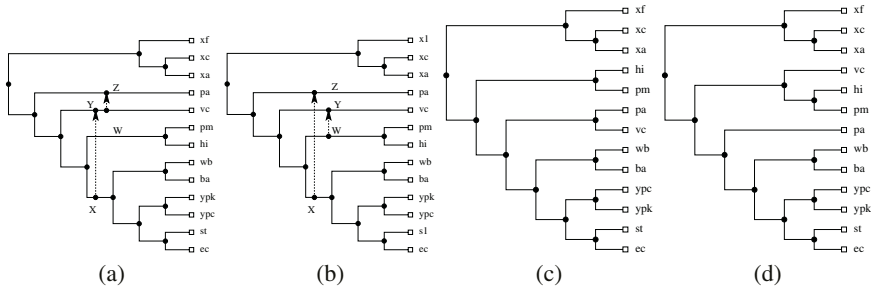 xf
xc
xa
pa
vc
pm
hi
wb
ba
ypk
ypc
st
ec
Z
Y
W
X
(a)
x1
xc
xa
pa
vc
pm
hi
wb
ba
ypk
ypc
s1
ec
Z
Y
W
X
(b)
xf
xc
xa
hi
pm
pa
vc
wb
ba
ypc
ypk
st
ec
(c)
xf
xc
xa
vc
hi
pm
pa
wb
ba
ypc
ypk
st
ec
(d)